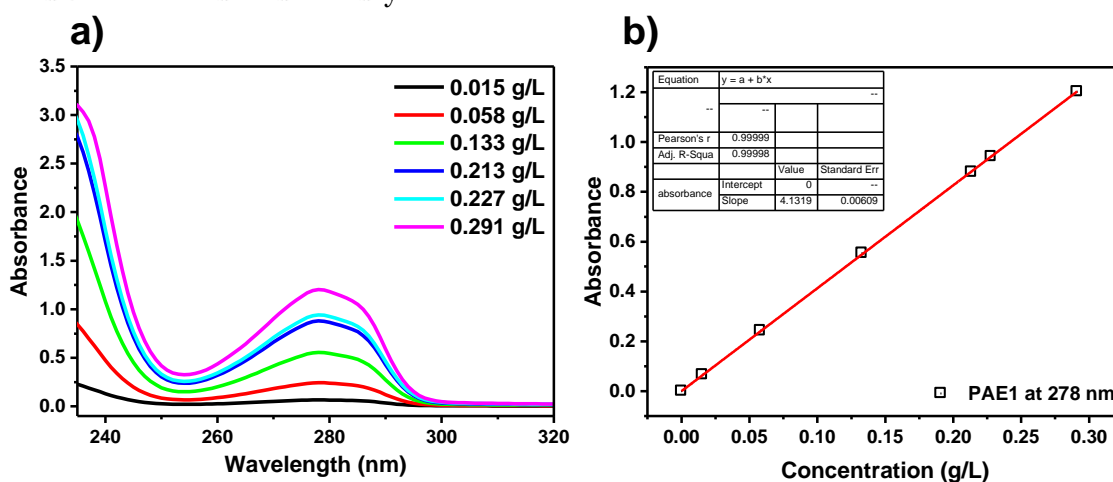 a)
3.5
3.0
2.5
2.0
1.5
1.0
0.5
0.0
Absorbance
0.015 g/L
0.058 g/L
0.133 g/L
0.213 g/L
0.227 g/L
0.291 g/L
240 260 280 300 320
Wavelength (nm)
b)
1.2
1.0
0.8
0.6
0.4
0.2
0.0
Absorbance
Equation y = a + b*x
--
-- --
Pearson's r 0.99999
Adj. R-Squa 0.99998
Value Standard Err
absorbance Intercept 0 --
Slope 4.1319 0.00609
PAE1 at 278 nm
0.00 0.05 0.10 0.15 0.20 0.25 0.30
Concentration (g/L)